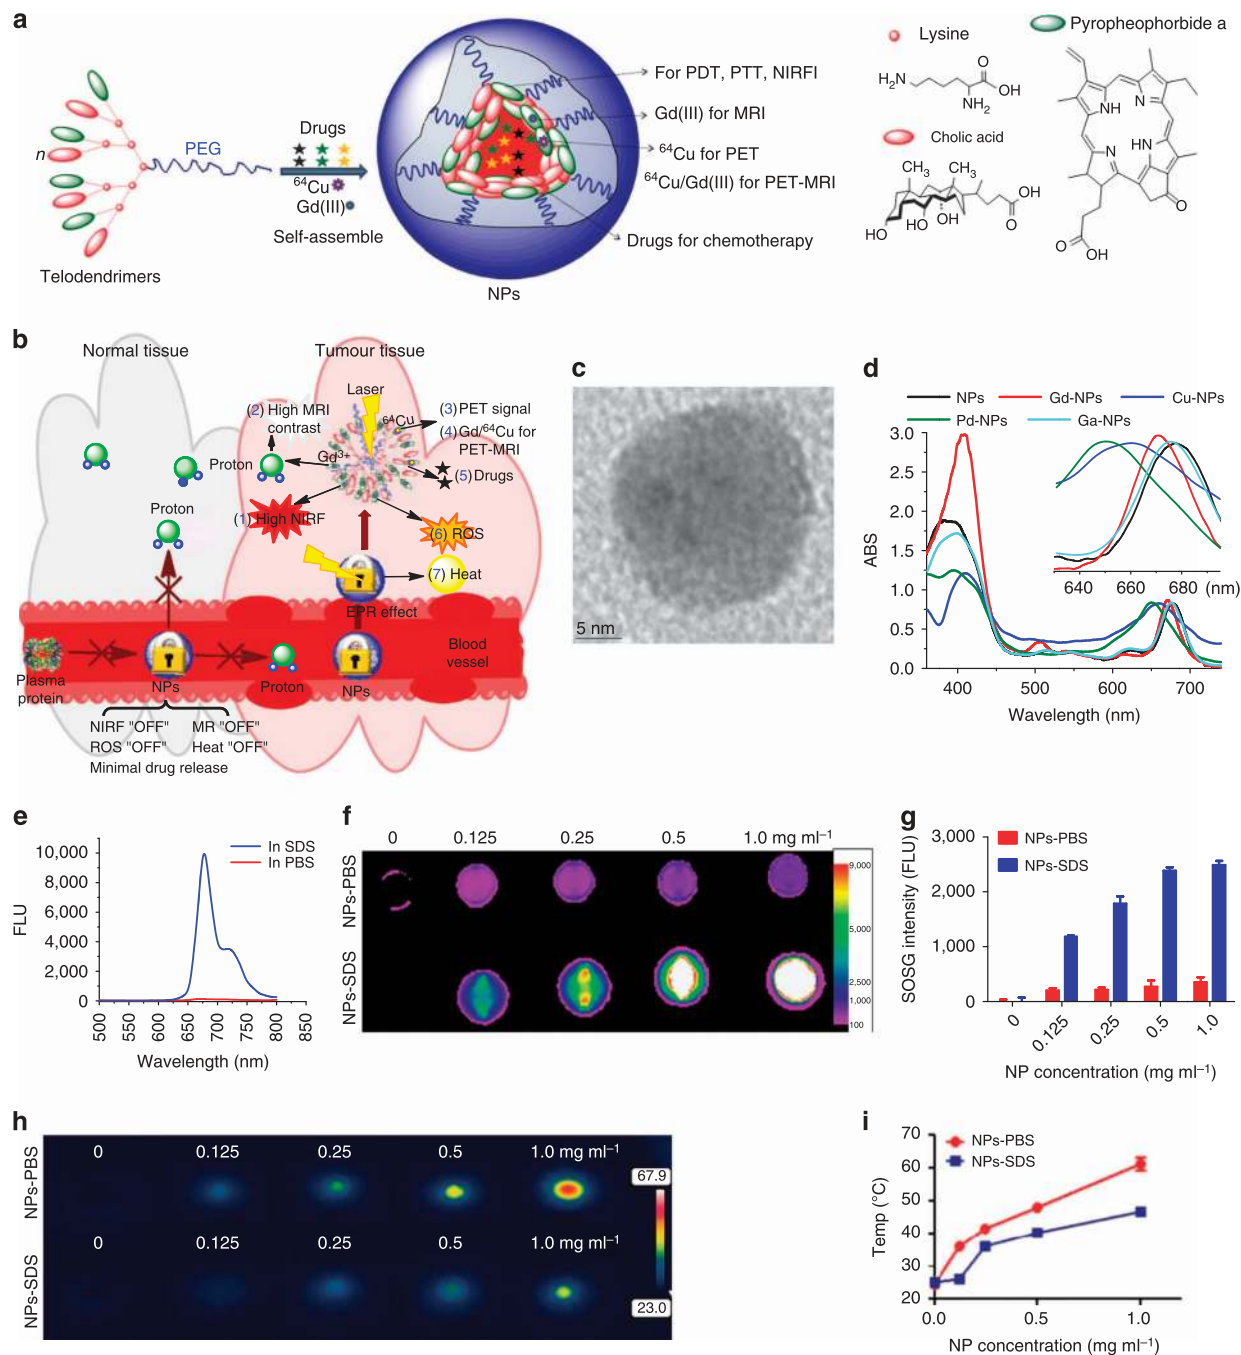 a
Lysine
Pyropheophorbide a
n
PEG
Drugs
64Cu
Gd(III)
Self-assemble
Telodendrimers
NPs
For PDT, PTT, NIRFI
Gd(III) for MRI
64Cu for PET
64Cu/Gd(III) for PET-MRI
Drugs for chemotherapy
H2N
O
OH
NH2
Cholic acid
CH3 CH3
O
OH
OH
HO
HO
NH N
HN
N
O
O
OH
b
Normal tissue
Tumour tissue
Laser
(2) High MRI
contrast
64Cu
(3) PET signal
(4) Gd/64Cu for
PET-MRI
Proton
Gd3+
(5) Drugs
Proton
(1) High NIRF
(6) ROS
(7) Heat
EPR effect
Blood
vessel
Plasma
protein
NPs
Proton
NPs
NIRF "OFF" MR "OFF"
ROS "OFF" Heat "OFF"
Minimal drug release
c
5 nm
d
NPs Gd-NPs Cu-NPs
Pd-NPs Ga-NPs
ABS
3.0
2.5
2.0
1.5
1.0
0.5
0.0
640 660 680 (nm)
400 500 600 700
Wavelength (nm)
e
In SDS
In PBS
FLU
10,000
8,000
6,000
4,000
2,000
0
500 550 600 650 700 750 800 850
Wavelength (nm)
f
0 0.125 0.25 0.5 1.0 mg ml−1
NPs-PBS
NPs-SDS
9,000
5,000
2,500
1,000
100
g
NPs-PBS
NPs-SDS
SOSG intensity (FLU)
3,000
2,000
1,000
0
0 0.125 0.25 0.5 1.0
NP concentration (mg ml−1)
h
NPs-PBS
0 0.125 0.25 0.5 1.0 mg ml−1
67.9
NPs-SDS
0 0.125 0.25 0.5 1.0 mg ml−1
23.0
i
NPs-PBS
NPs-SDS
Temp (°C)
70
60
50
40
30
20
0.0 0.5 1.0
NP concentration (mg ml−1)